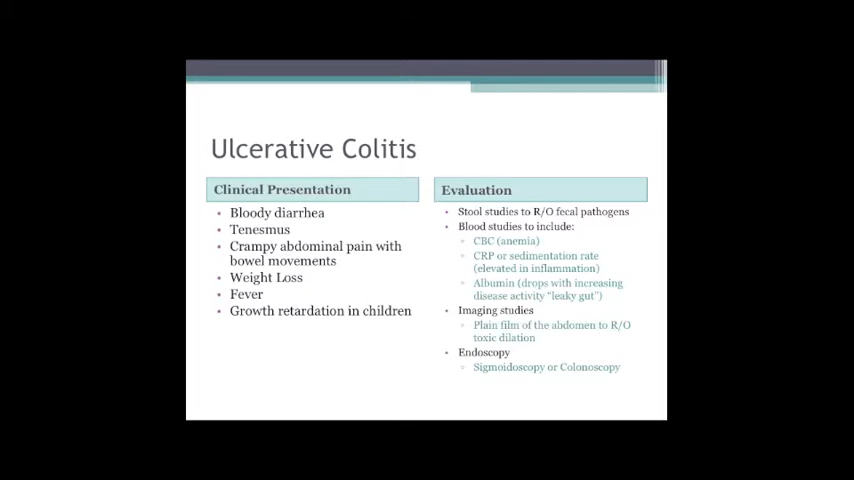 Ulcerative Colitis
Clinical Presentation
Bloody diarrhea
Tenesmus
Crampy abdominal pain with
bowel movements
Weight Loss
Fever
Growth retardation in children
Evaluation
Stool studies to R/O fecal pathogens
Blood studies to include:
CBC (anemia)
CRP or sedimentation rate
(elevated in inflammation)
Albumin (drops with increasing
disease activity “leaky gut”)
Imaging studies
Plain film of the abdomen to R/O
toxic dilation
Endoscopy
Sigmoidoscopy or Colonoscopy